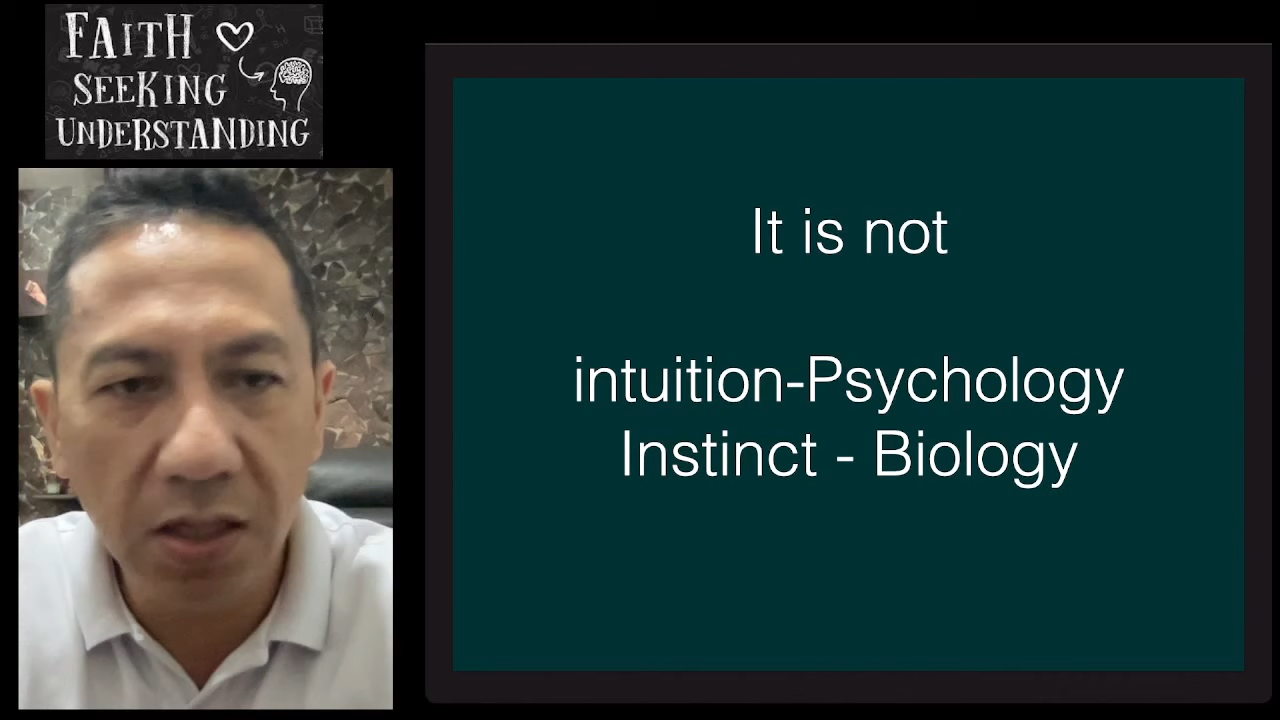 FAITH
SEEKING
UNDERSTANDING
It is not
intuition-Psychology
Instinct - Biology